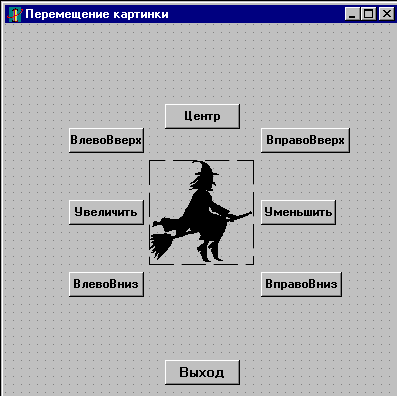 Перемещение картинки
Центр
ВлевоВверх
ВправоВверх
Увеличить
Уменьшить
ВлевоВниз
ВправоВниз
Выход